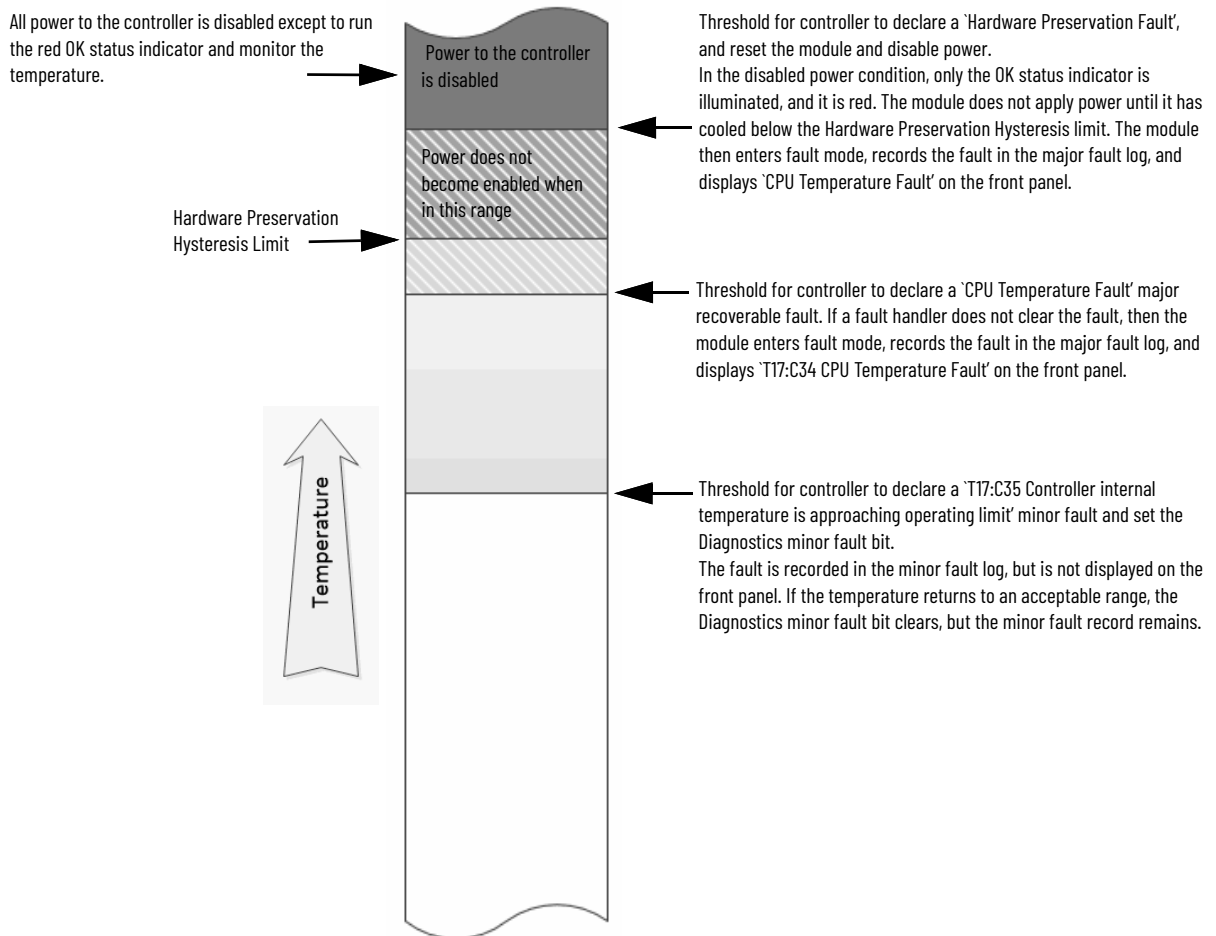 All power to the controller is disabled except to run
the red OK status indicator and monitor the
temperature.
Power to the controller
is disabled
Threshold for controller to declare a `Hardware Preservation Fault',
and reset the module and disable power.
In the disabled power condition, only the OK status indicator is
illuminated, and it is red. The module does not apply power until it has
cooled below the Hardware Preservation Hysteresis limit. The module
then enters fault mode, records the fault in the major fault log, and
displays `CPU Temperature Fault' on the front panel.
Power does not
become enabled when
in this range
Hardware Preservation
Hysteresis Limit
Threshold for controller to declare a `CPU Temperature Fault' major
recoverable fault. If a fault handler does not clear the fault, then the
module enters fault mode, records the fault in the major fault log, and
displays `T17:C34 CPU Temperature Fault' on the front panel.
Temperature
Threshold for controller to declare a `T17:C35 Controller internal
temperature is approaching operating limit' minor fault and set the
Diagnostics minor fault bit.
The fault is recorded in the minor fault log, but is not displayed on the
front panel. If the temperature returns to an acceptable range, the
Diagnostics minor fault bit clears, but the minor fault record remains.